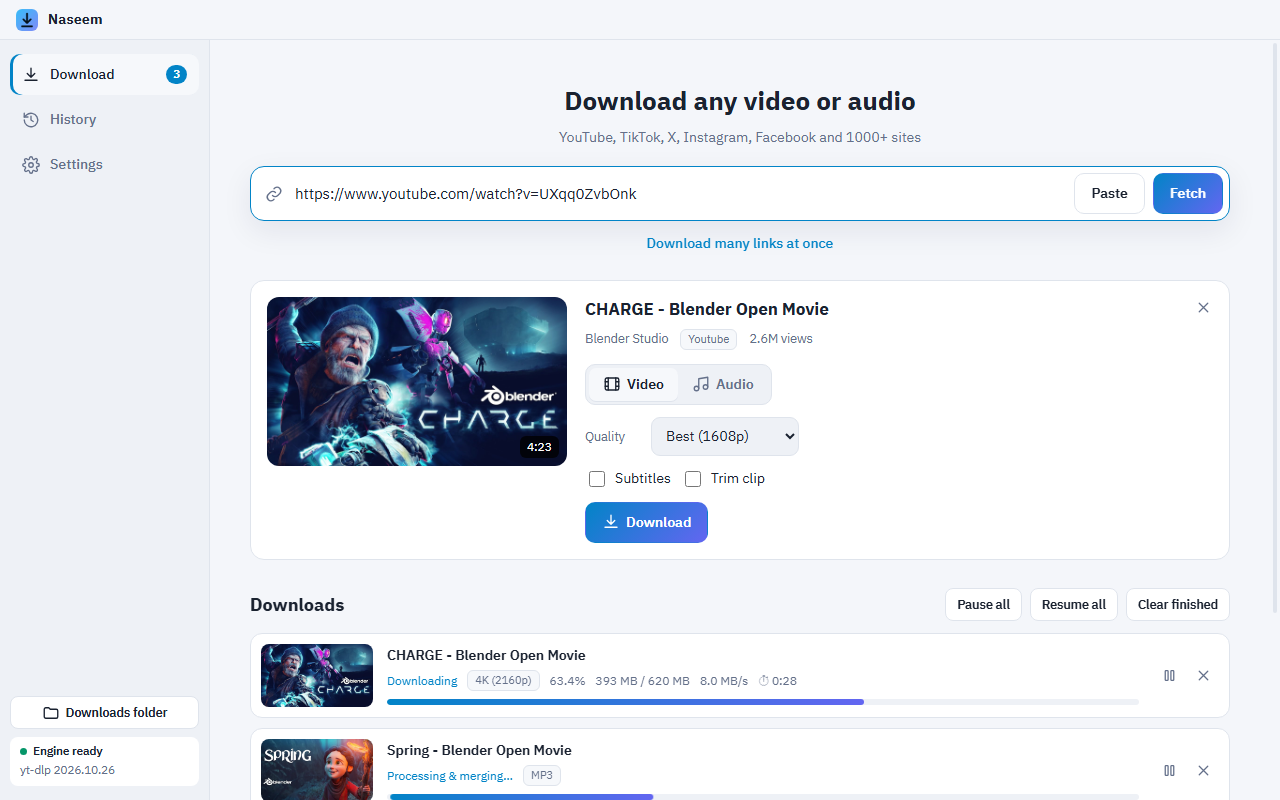 Naseem
Download
3
History
Settings
Downloads folder
Engine ready
yt-dlp 2026.10.26
Download any video or audio
YouTube, TikTok, X, Instagram, Facebook and 1000+ sites
https://www.youtube.com/watch?v=UXqq0ZvbOnk
Paste
Fetch
Download many links at once
blender
CHARGE
4:23
CHARGE - Blender Open Movie
Blender Studio Youtube 2.6M views
Video Audio
Quality Best (1608p)
Subtitles Trim clip
Download
Downloads
Pause all Resume all Clear finished
blender
CHARGE
CHARGE - Blender Open Movie
Downloading 4K (2160p) 63.4% 393 MB / 620 MB 8.0 MB/s 0:28
SPRING
blender
Spring - Blender Open Movie
Processing & merging... MP3